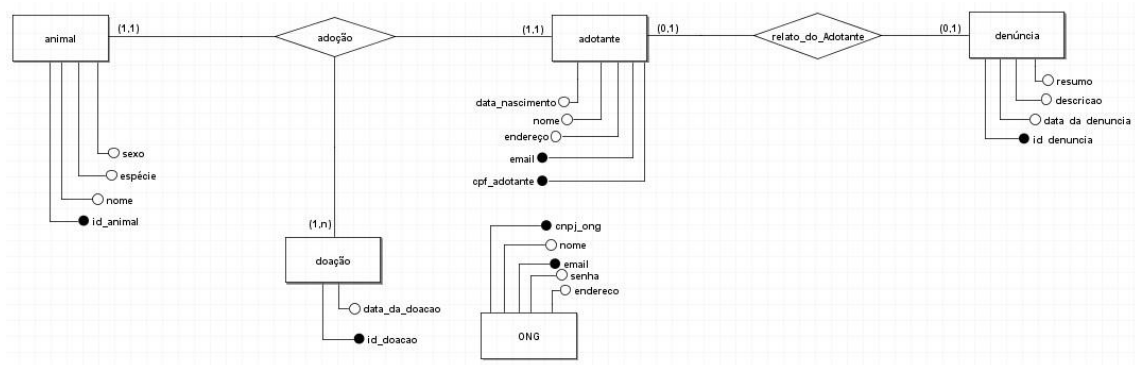 animal
(1,1)
adoção
(1,1)
adotante
(0,1)
relato_do_Adotante
(0,1)
denúncia
sexo
espécie
nome
id_animal
data_nascimento
nome
endereço
email
cpf_adotante
resumo
descricao
data da denuncia
id denuncia
(1,n)
doação
data_da_doacao
id_doacao
cnpj_ong
nome
email
senha
endereco
ONG